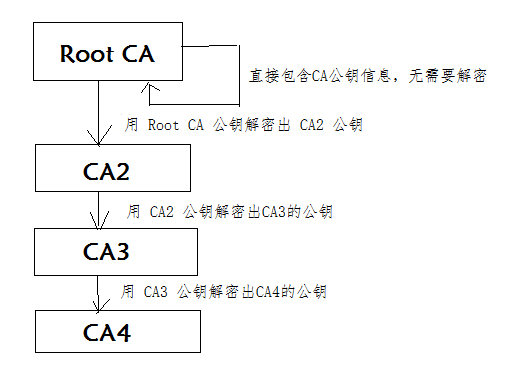 Root CA
直接包含CA公钥信息，无需要解密
用 Root CA 公钥解密出 CA2 公钥
CA2
用 CA2 公钥解密出CA3的公钥
CA3
用 CA3 公钥解密出CA4的公钥
CA4